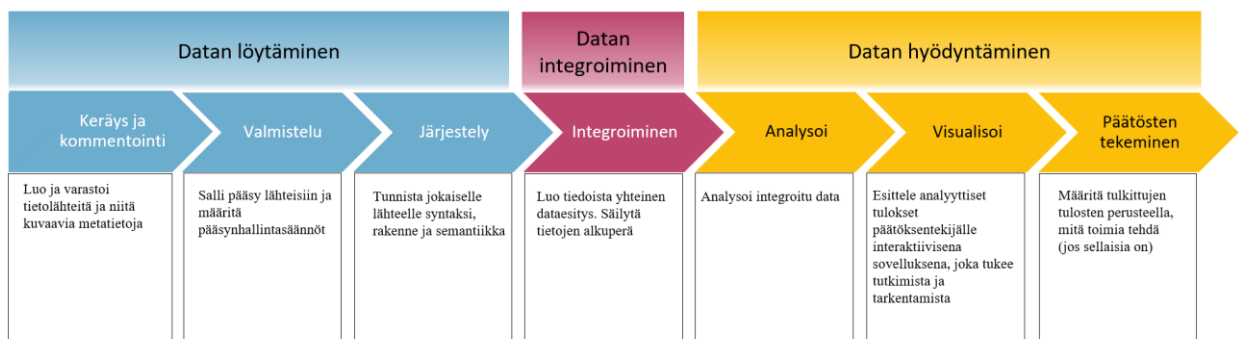 Datan löytäminen
Datan
integroiminen
Datan hyödyntäminen
Keräys ja
kommentointi
Valmistelu
Järjestely
Integroiminen
Analysoi
Visualisoi
Päätösten
tekeminen
Luo ja varastoi
tietolähteitä ja niitä
kuvaavia metatietoja
Salli pääsy lähteisiin ja
määritä
pääsynhallintasäännöt
Tunnista jokaiselle
lähteelle syntaksi,
rakenne ja semantiikka
Luo tiedoista yhteinen
dataesitys. Säilytä
tietojen alkuperä
Analysoi integroitu data
Esittele analyyttiset
tulokset
päätöksentekijälle
interaktiivisena
sovelluksena, joka tukee
tutkimista ja
tarkentamista
Määritä tulkittujen
tulosten perusteella,
mitä toimia tehdä
(jos sellaisia on)